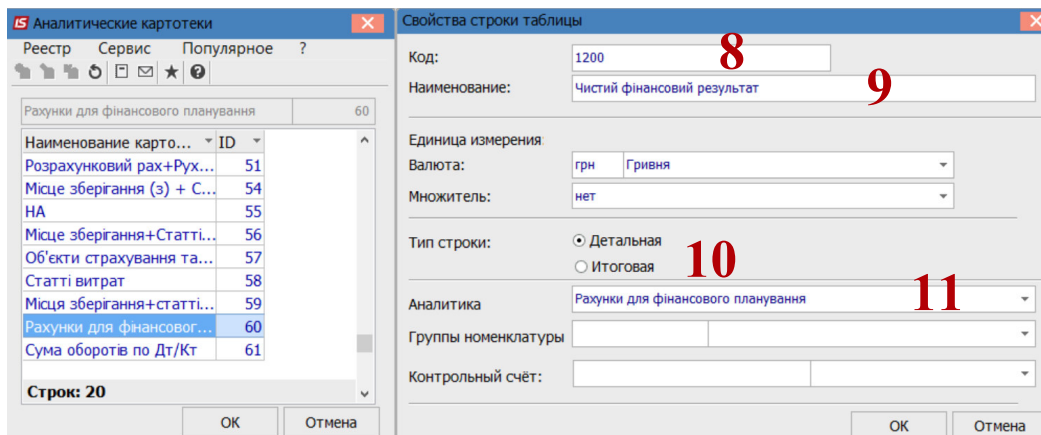 IS Аналитические картотеки
Реестр Сервис Популярное ?
Рахунки для фінансового планування 60
Наименование карто... ID
Розрахунковий рах+Рух... 51
Місце зберігання (з) + С... 54
НА 55
Місце зберігання+Статті... 56
Об'єкти страхування та... 57
Статті витрат 58
Місця зберігання+статті... 59
Рахунки для фінансовог... 60
Сума оборотів по Дт/Кт 61
Строк: 20
ОК Отмена
Свойства строки таблицы
Код: 1200 8
Наименование: Чистий фінансовий результат 9
Единица измерения
Валюта: грн Гривня
Множитель: нет
Тип строки: Детальная
Итоговая 10
Аналитика Рахунки для фінансового планування 11
Группы номенклатуры
Контрольный счёт:
ОК Отмена